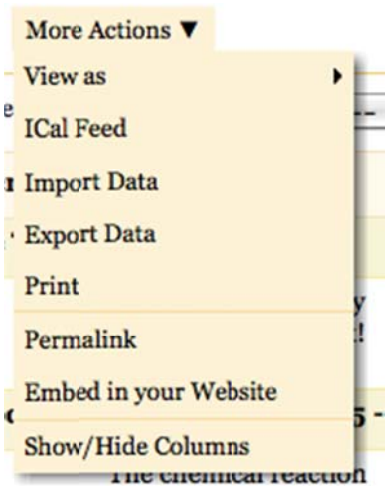 More Actions ▼
View as
ICal Feed
Import Data
Export Data
Print
Permalink
Embed in your Website
Show/Hide Columns
The chemical reaction